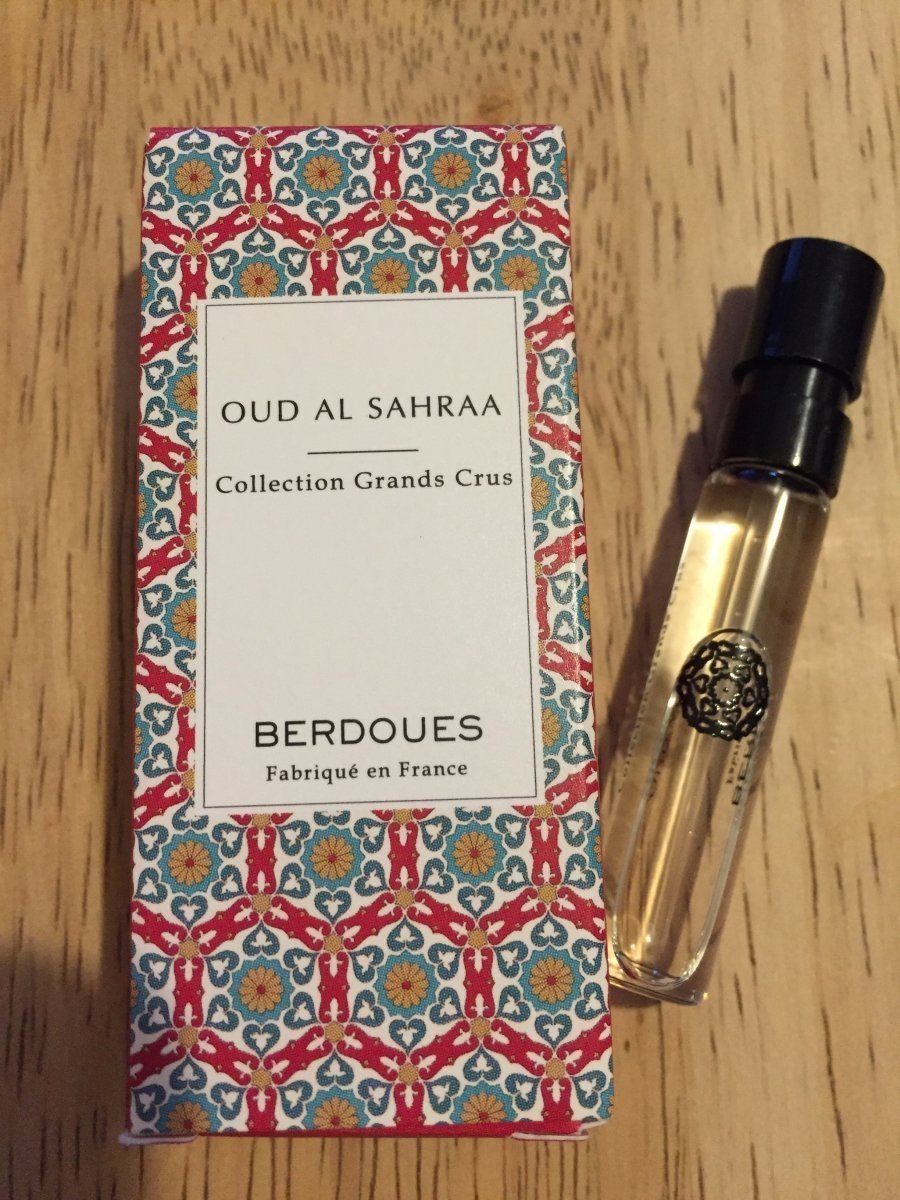 OUD AL SAHRAA
Collection Grands Crus
BERDOUES
Fabriqué en France